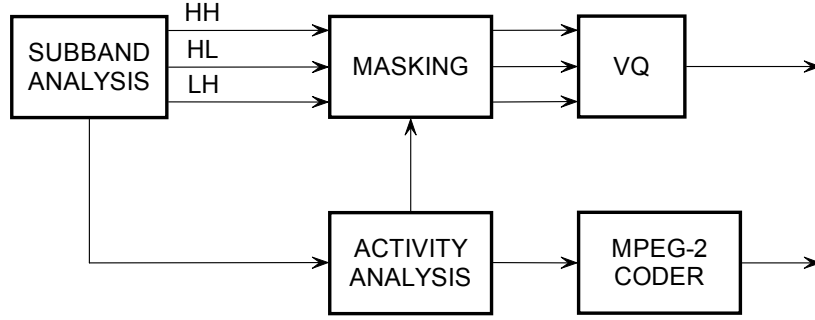 HH
SUBBAND
ANALYSIS
HL
LH
MASKING
VQ
ACTIVITY
ANALYSIS
MPEG-2
CODER